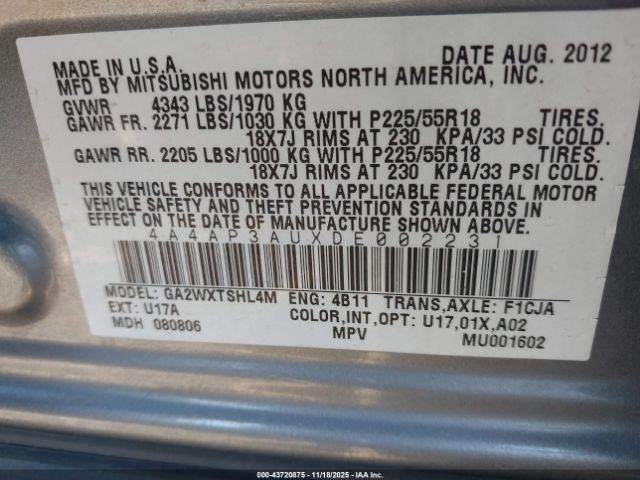 MADE IN U.S.A. DATE AUG. 2012
MFD BY MITSUBISHI MOTORS NORTH AMERICA, INC.
GVWR 4343 LBS/1970 KG
GAWR FR. 2271 LBS/1030 KG WITH P225/55R18 TIRES.
18X7J RIMS AT 230 KPA/33 PSI COLD.
GAWR RR. 2205 LBS/1000 KG WITH P225/55R18 TIRES.
18X7J RIMS AT 230 KPA/33 PSI COLD.
THIS VEHICLE CONFORMS TO ALL APPLICABLE FEDERAL MOTOR
VEHICLE SAFETY AND THEFT PREVENTION STANDARDS IN
EFFECT ON THE DATE OF MANUFACTURE SHOWN ABOVE.
4A4AP3AUXDE002231
MODEL: GA2WXTSHL4M ENG: 4B11 TRANS,AXLE: F1CJA
EXT: U17A COLOR,INT,OPT: U17,01X,A02
MDH 080806 MPV MU001602
000-43720875 | 11/18/2025 | IAA Inc.